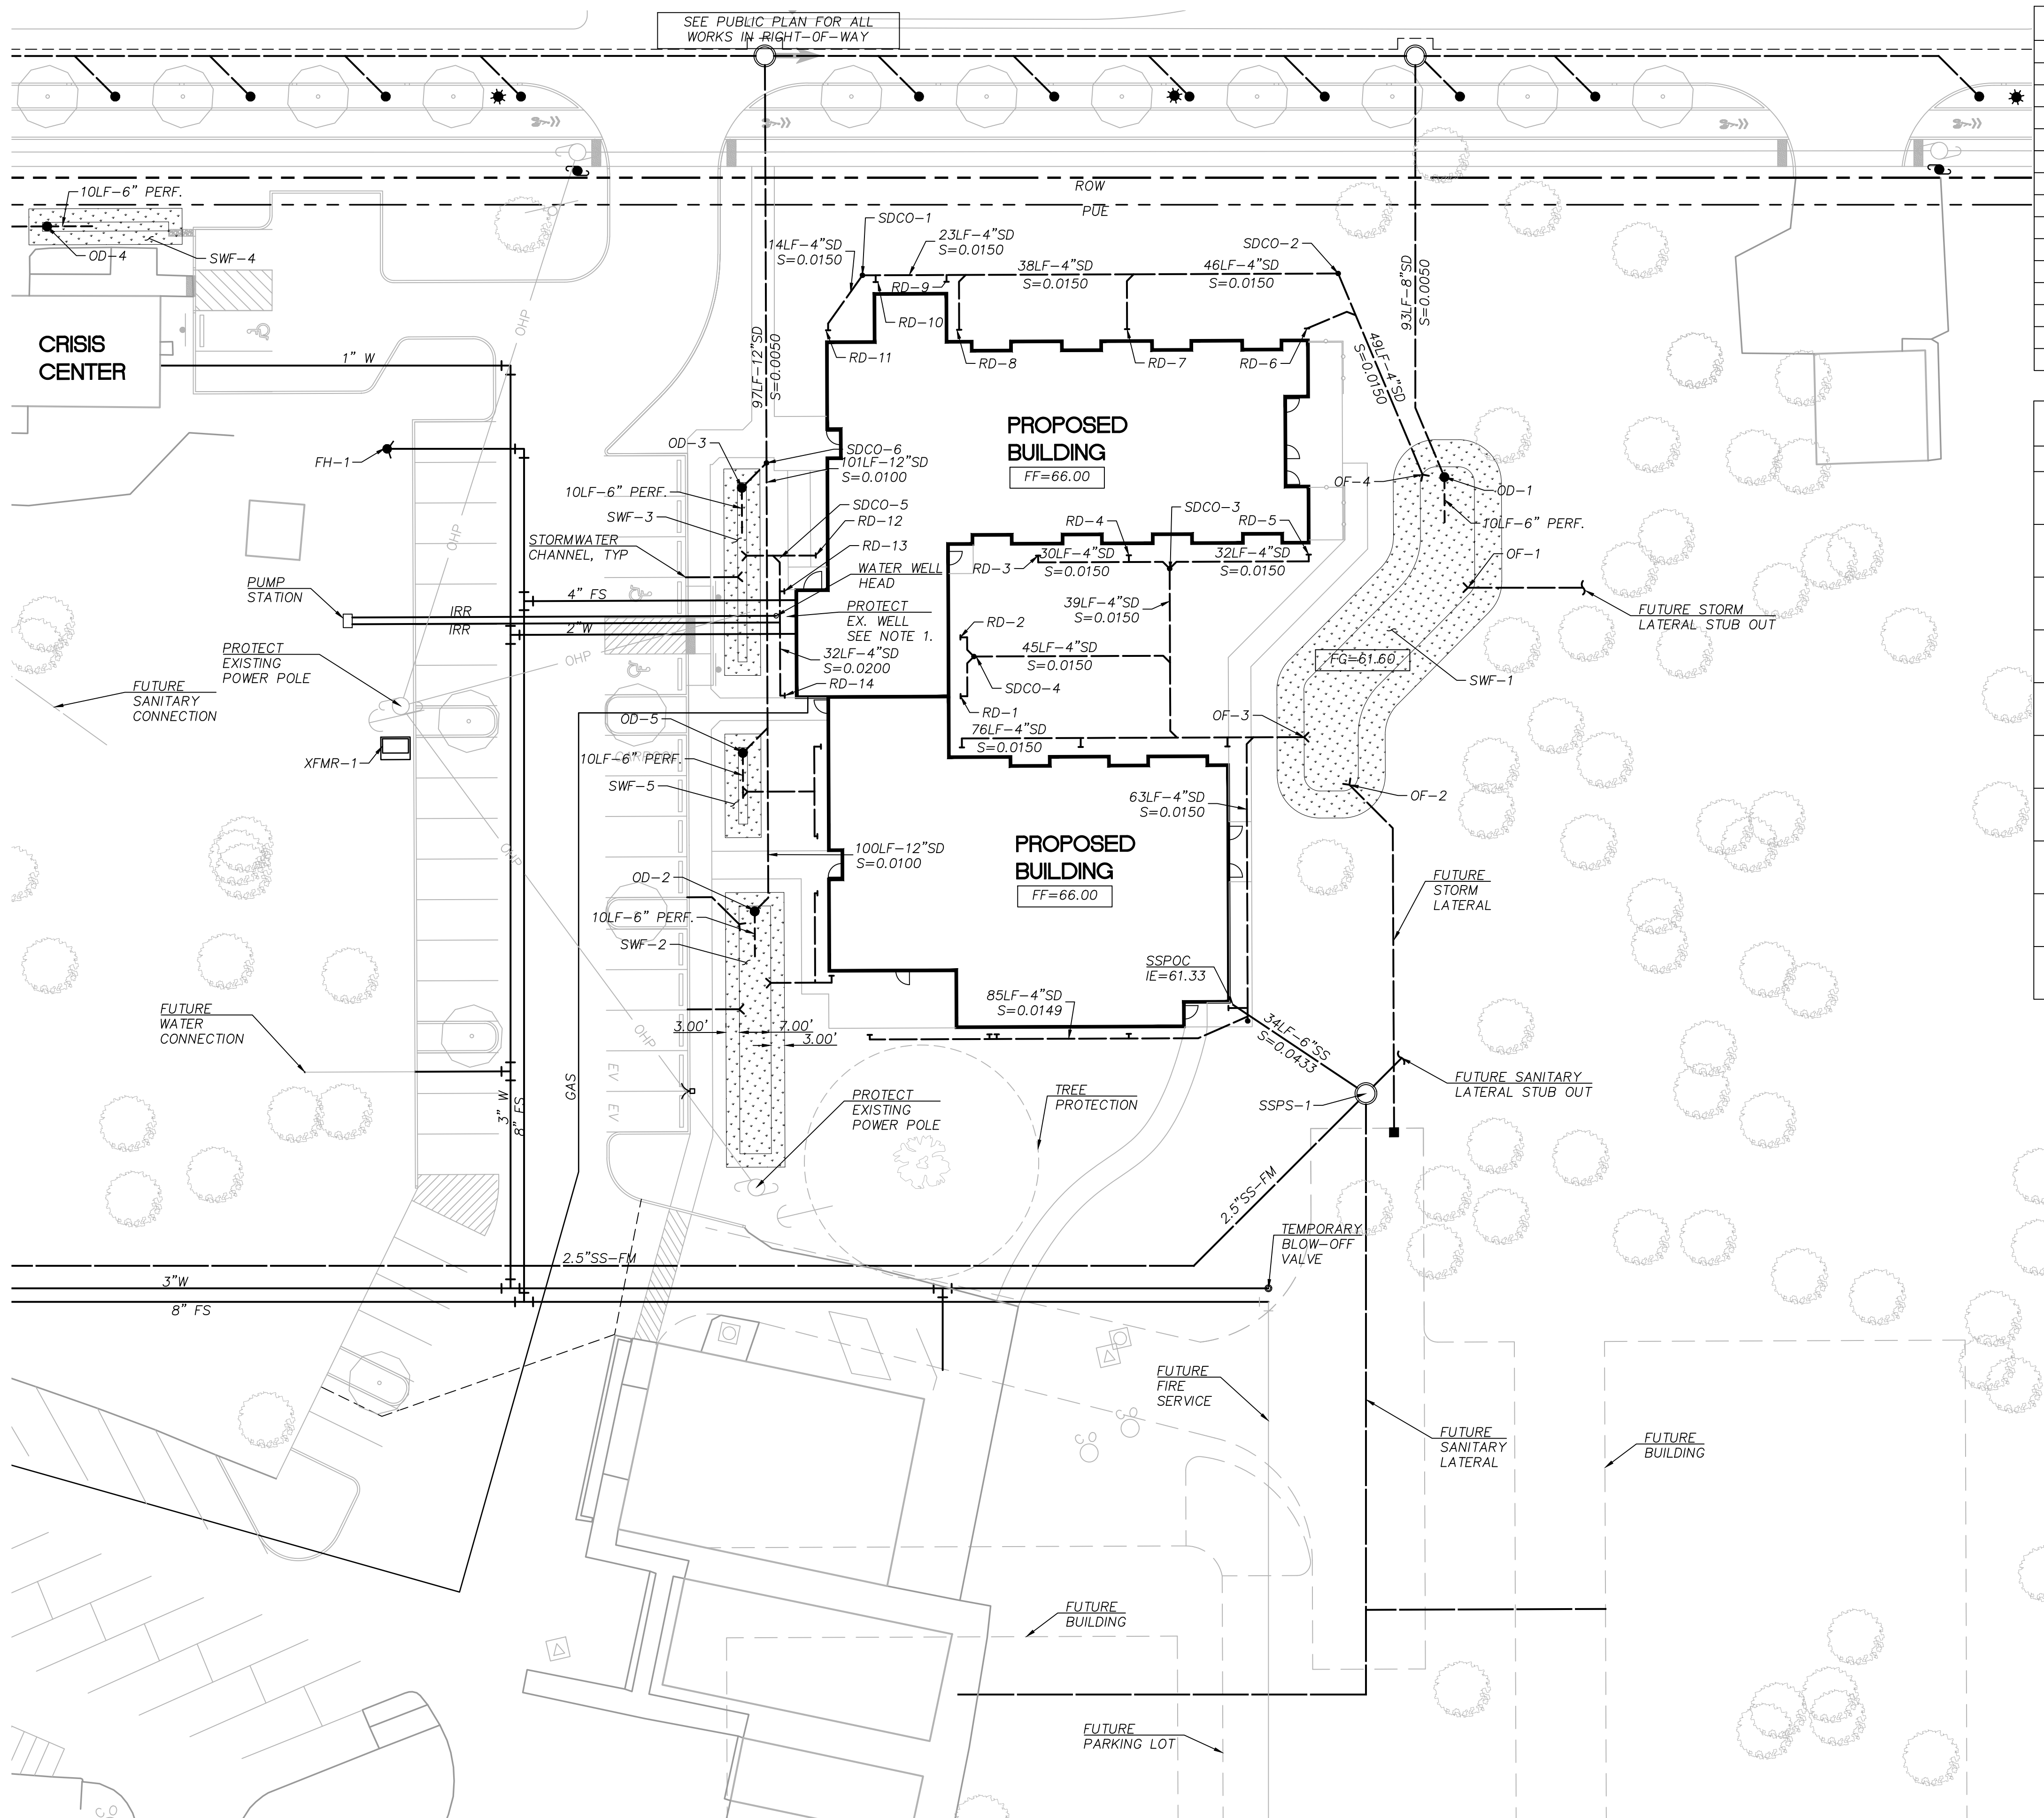 SEE PUBLIC PLAN FOR ALL
WORKS IN RIGHT-OF-WAY
ROW
PUE
10LF-6" PERF.
OD-4
SWF-4
CRISIS
CENTER
1" W
OHP
FH-1
OHP
SDCO-1
23LF-4"SD
S=0.0150
14LF-4"SD
S=0.0150
38LF-4"SD
S=0.0150
46LF-4"SD
S=0.0150
SDCO-2
93LF-8"SD
S=0.0050
RD-9
RD-10
RD-11
RD-8
RD-7
RD-6
49LF-4"SD
S=0.0150
97LF-12"SD
S=0.0050
PROPOSED
BUILDING
FF=66.00
OD-3
SDCO-6
101LF-12"SD
S=0.0100
10LF-6" PERF.
SDCO-5
SWF-3
RD-12
STORMWATER
CHANNEL, TYP
RD-13
WATER WELL
HEAD
PUMP
STATION
4" FS
IRR
IRR
2"W
PROTECT
EX. WELL
SEE NOTE 1.
32LF-4"SD
S=0.0200
RD-14
OHP
OF-4
OD-1
10LF-6" PERF.
OF-1
SDCO-3
RD-4
RD-5
RD-3
30LF-4"SD
S=0.0150
32LF-4"SD
S=0.0150
39LF-4"SD
S=0.0150
RD-2
45LF-4"SD
S=0.0150
SDCO-4
RD-1
76LF-4"SD
S=0.0150
OF-3
FG=61.60
SWF-1
OF-2
FUTURE STORM
LATERAL STUB OUT
PROTECT
EXISTING
POWER POLE
FUTURE
SANITARY
CONNECTION
XFMR-1
OD-5
10LF-6" PERF.
SWF-5
OHP
63LF-4"SD
S=0.0150
PROPOSED
BUILDING
FF=66.00
100LF-12"SD
S=0.0100
OD-2
10LF-6" PERF.
SWF-2
FUTURE
STORM
LATERAL
SSPOC
IE=61.33
85LF-4"SD
S=0.0149
3.00'
7.00'
3.00'
OHP
34LF-6"SS
S=0.0433
FUTURE
WATER
CONNECTION
GAS
3" W
8" FS
EV
EV
PROTECT
EXISTING
POWER POLE
TREE
PROTECTION
SSPS-1
FUTURE SANITARY
LATERAL STUB OUT
2.5"SS-FM
2.5"SS-FM
TEMPORARY
BLOW-OFF
VALVE
3"W
8" FS
FUTURE
FIRE
SERVICE
FUTURE
SANITARY
LATERAL
FUTURE
BUILDING
FUTURE
BUILDING
FUTURE
PARKING LOT
CO
CO
CO